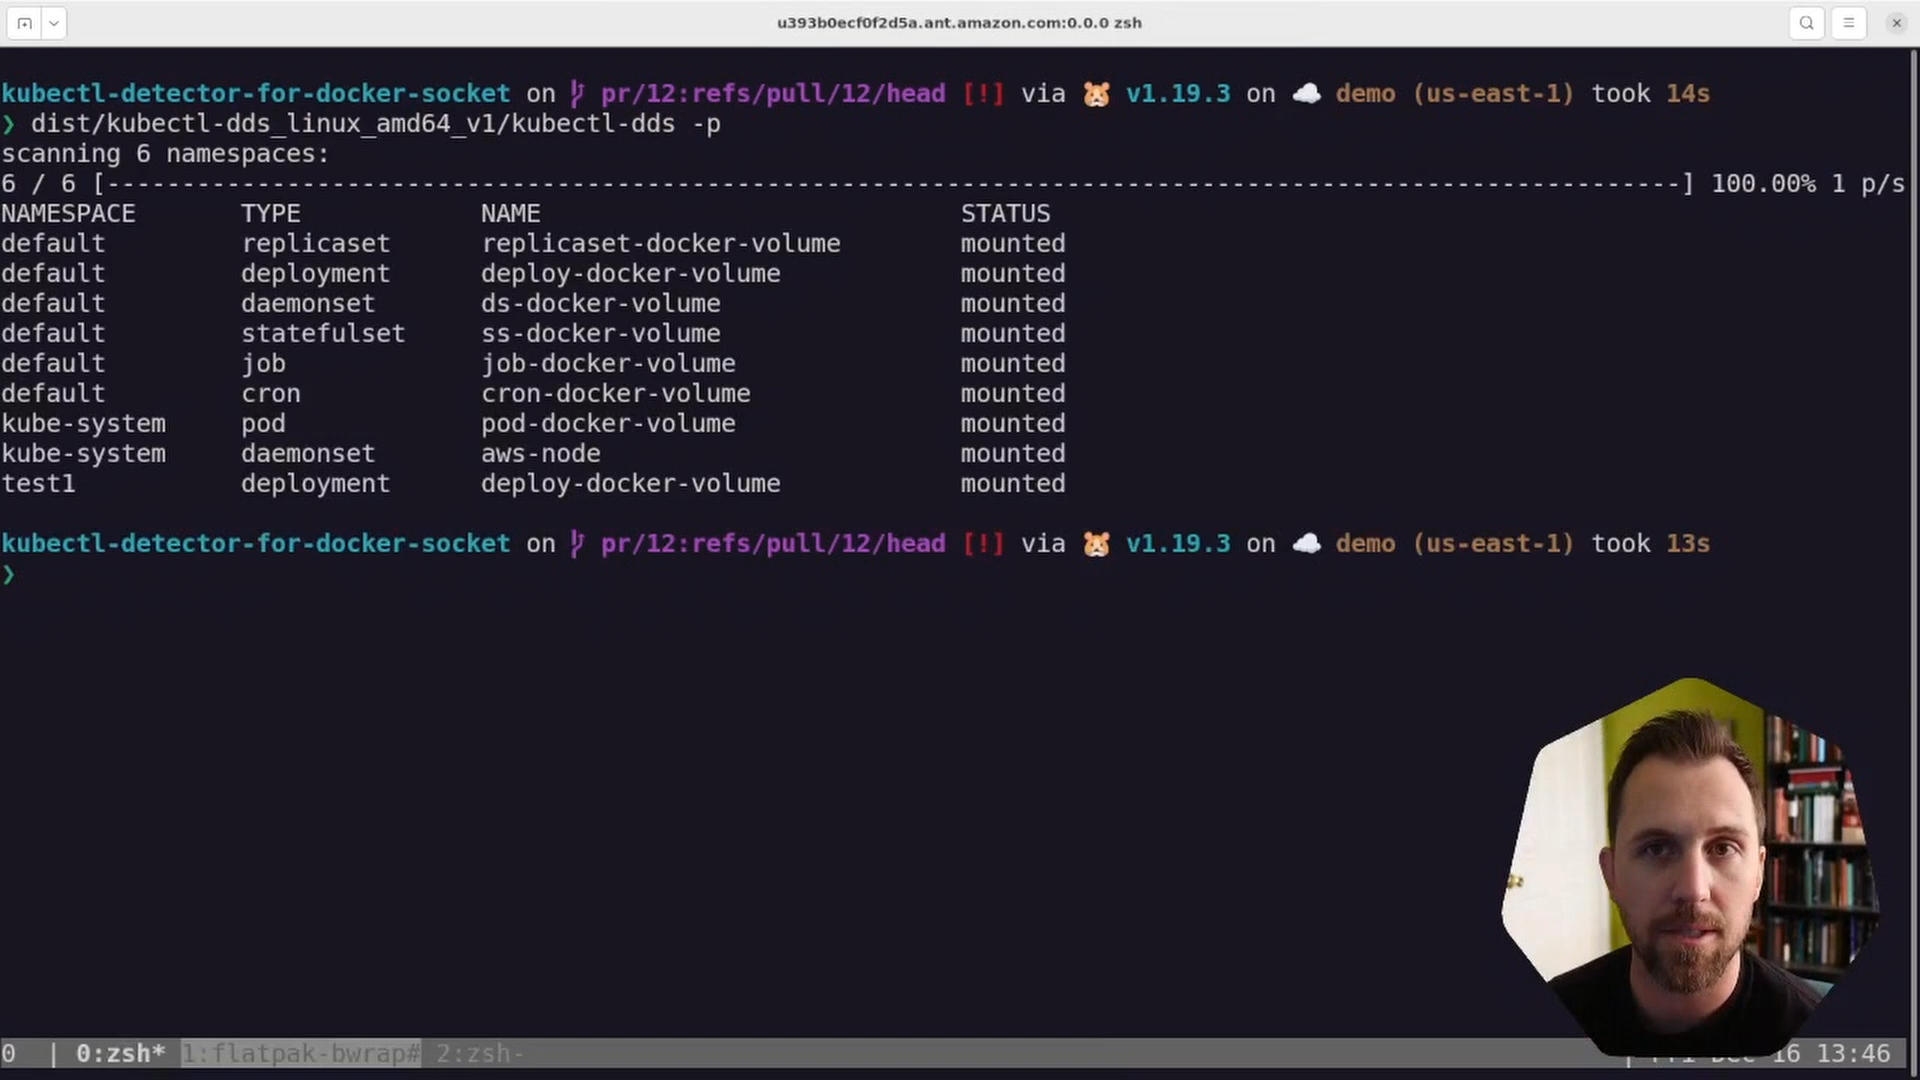 u393b0ecf0f2d5a.ant.amazon.com:0.0.0 zsh
kubectl-detector-for-docker-socket on pr/12:refs/pull/12/head [!] via 🐹 v1.19.3 on ☁️ demo (us-east-1) took 14s
❯ dist/kubectl-dds_linux_amd64_v1/kubectl-dds -p
scanning 6 namespaces:
6 / 6 [---------------------------------------------------------------------------------------------------------] 100.00% 1 p/s
NAMESPACE TYPE NAME STATUS
default replicaset replicaset-docker-volume mounted
default deployment deploy-docker-volume mounted
default daemonset ds-docker-volume mounted
default statefulset ss-docker-volume mounted
default job job-docker-volume mounted
default cron cron-docker-volume mounted
kube-system pod pod-docker-volume mounted
kube-system daemonset aws-node mounted
test1 deployment deploy-docker-volume mounted
kubectl-detector-for-docker-socket on pr/12:refs/pull/12/head [!] via 🐹 v1.19.3 on ☁️ demo (us-east-1) took 13s
❯
0 | 0:zsh* 1:flatpak-bwrap# 2:zsh- | 16 13:46